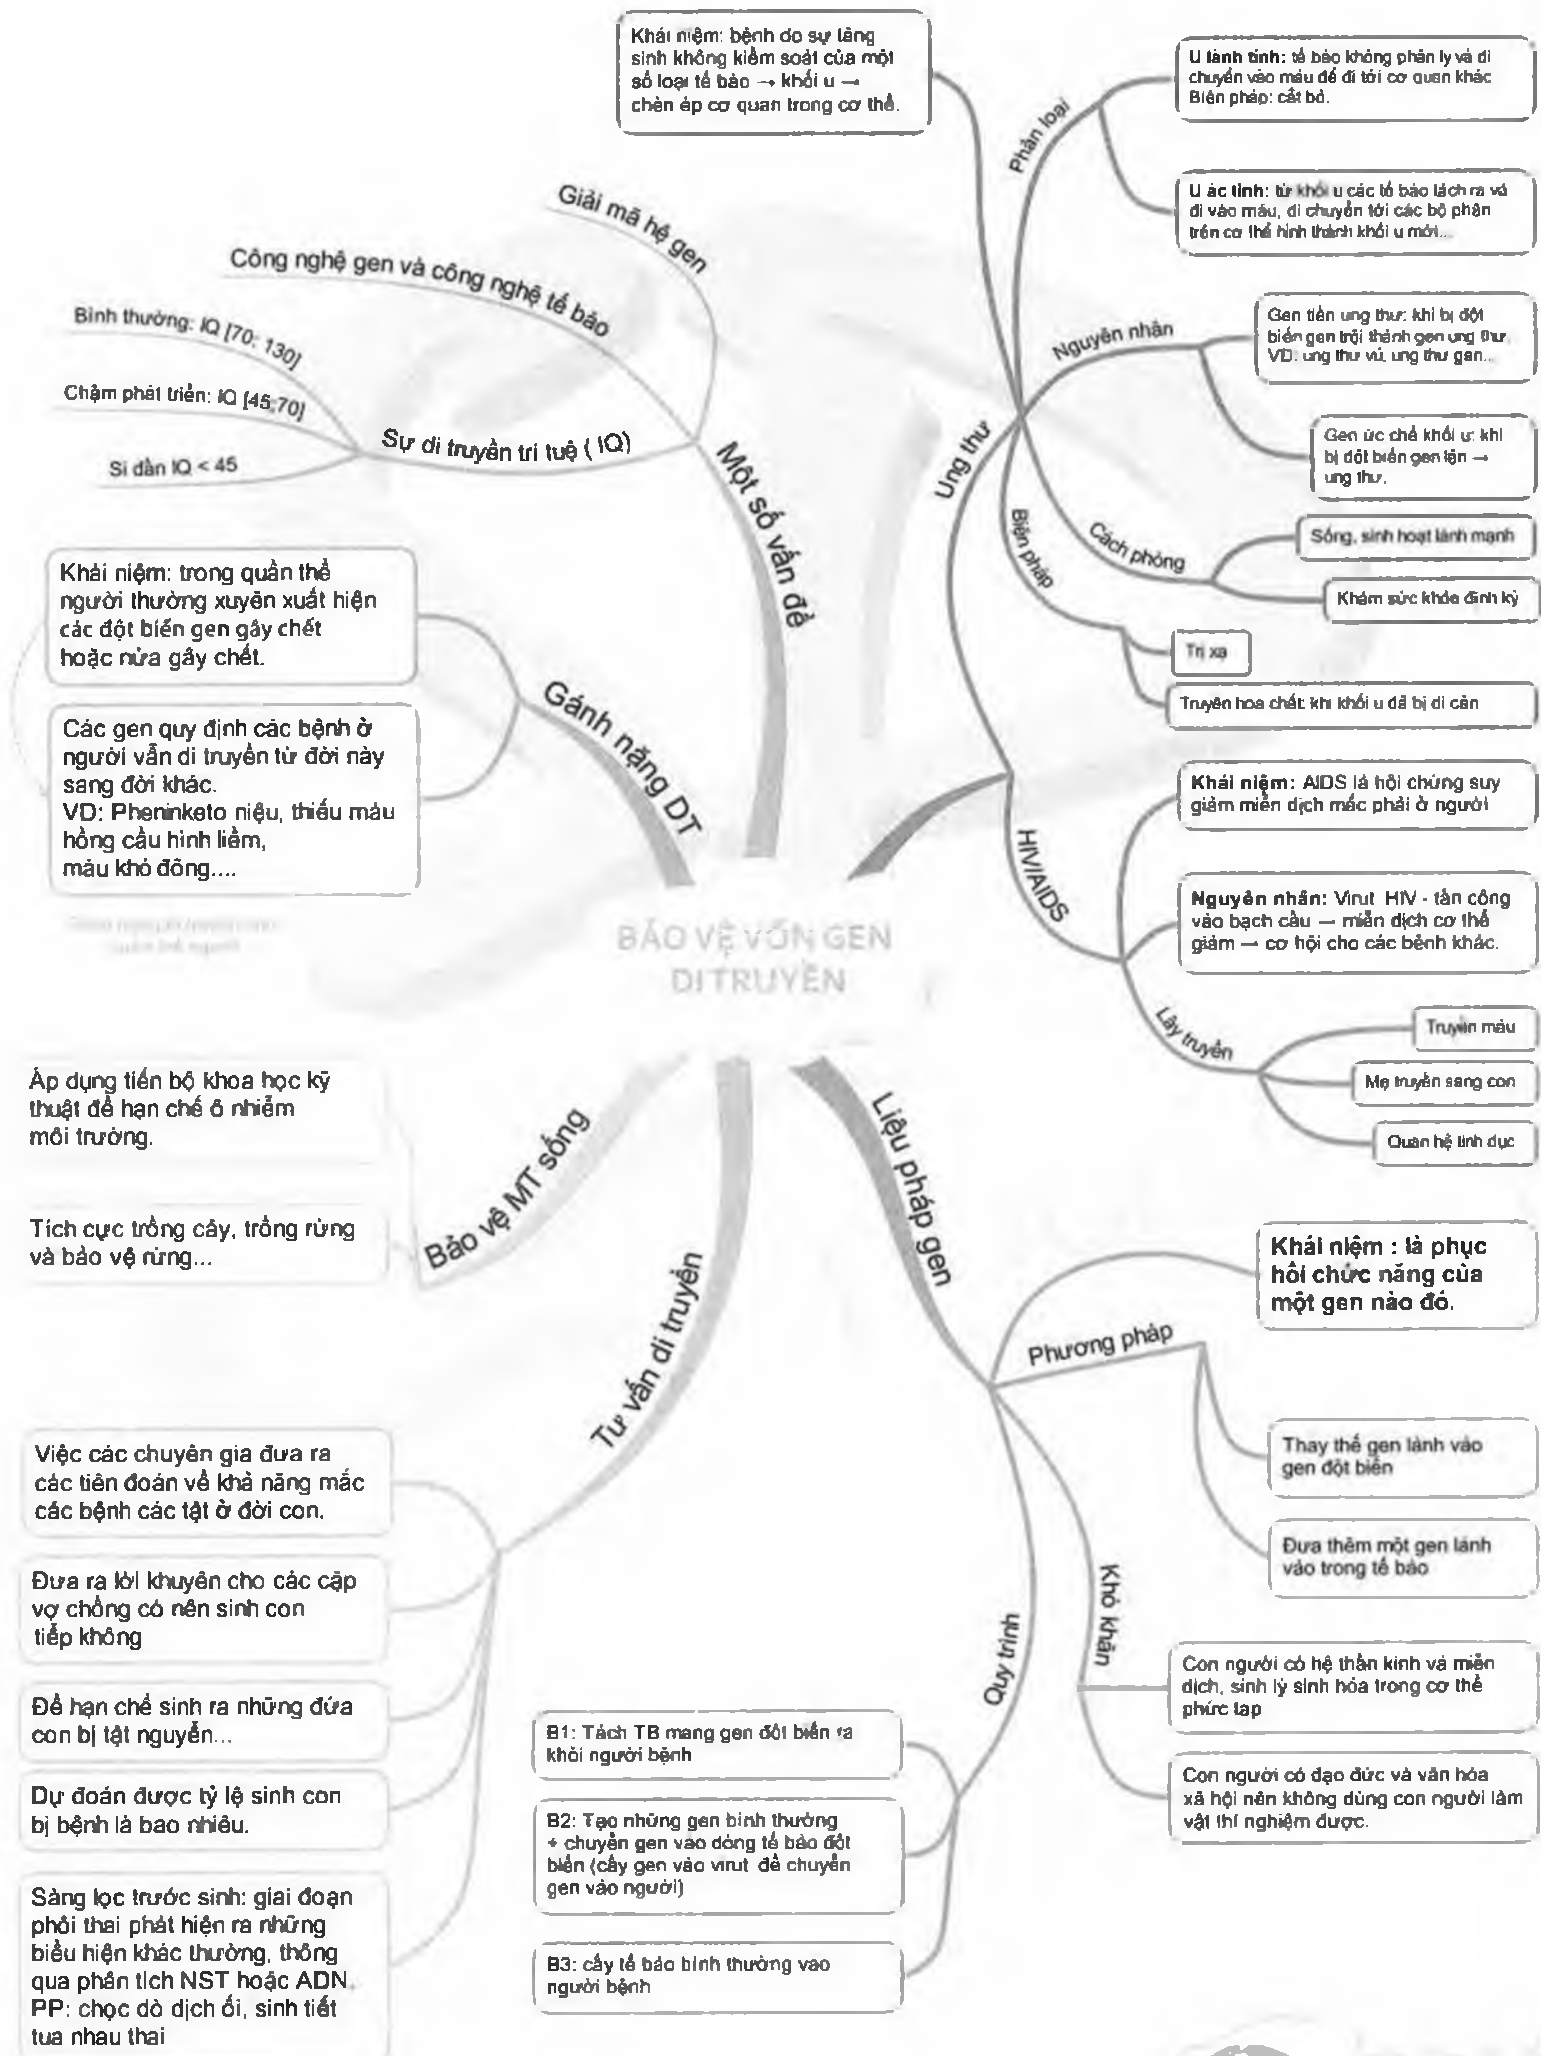 Khái niệm: bệnh do sự tăng
sinh không kiểm soát của một
số loại tế bào → khối u →
chèn ép cơ quan trong cơ thể.
Phân loại
U lành tính: tế bào không phân ly và di
chuyển vào máu để đi tới cơ quan khác
Biện pháp: cắt bỏ.
U ác tính: từ khối u các tế bào tách ra và
đi vào máu, di chuyển tới các bộ phận
trên cơ thể hình thành khối u mới...
Nguyên nhân
Gen tiền ung thư: khi bị đột
biến gen trội thành gen ung thư
VD: ung thư vú, ung thư gan...
Gen ức chế khối u: khi
bị đột biến gen lặn →
ung thư.
Ung thư
Cách phòng
Sống, sinh hoạt lành mạnh
Khám sức khỏe định kỳ
Biện pháp
Trị xạ
Truyền hoa chất: khi khối u đã bị di căn
HIV/AIDS
Khái niệm: AIDS là hội chứng suy
giảm miễn dịch mắc phải ở người
Nguyên nhân: Virut HIV - tấn công
vào bạch cầu → miễn dịch cơ thể
giảm → cơ hội cho các bệnh khác.
Lây truyền
Truyền máu
Mẹ truyền sang con
Quan hệ tình dục
Giải mã hệ gen
Công nghệ gen và công nghệ tế bào
Bình thường: IQ [70; 130]
Chậm phát triển: IQ [45;70]
Si dần IQ < 45
Sự di truyền trí tuệ ( IQ)
Một số vấn đề
Khái niệm: trong quần thể
người thường xuyên xuất hiện
các đột biến gen gây chết
hoặc nửa gây chết.
Các gen quy định các bệnh ở
người vẫn di truyền từ đời này
sang đời khác.
VD: Pheninketo niệu, thiếu máu
hồng cầu hình liềm,
máu khó đông....
Gánh nặng DT
BẢO VỆ VỐN GEN
DI TRUYỀN
Áp dụng tiến bộ khoa học kỹ
thuật để hạn chế ô nhiễm
môi trường.
Tích cực trồng cây, trồng rừng
và bảo vệ rừng...
Bảo vệ MT sống
Tư vấn di truyền
Việc các chuyên gia đưa ra
các tiên đoán về khả năng mắc
các bệnh các tật ở đời con.
Đưa ra lời khuyên cho các cặp
vợ chồng có nên sinh con
tiếp không
Để hạn chế sinh ra những đứa
con bị tật nguyền...
Dự đoán được tỷ lệ sinh con
bị bệnh là bao nhiêu.
Sàng lọc trước sinh: giai đoạn
phôi thai phát hiện ra những
biểu hiện khác thường, thông
qua phân tích NST hoặc ADN.
PP: chọc dò dịch ối, sinh tiết
tua nhau thai
Liệu pháp gen
Khái niệm : là phục
hồi chức năng của
một gen nào đó.
Phương pháp
Thay thế gen lành vào
gen đột biến
Đưa thêm một gen lành
vào trong tế bào
Khó khăn
Con người có hệ thần kinh và miễn
dịch, sinh lý sinh hóa trong cơ thể
phức tạp
Con người có đạo đức và văn hóa
xã hội nên không dùng con người làm
vật thí nghiệm được.
Quy trình
B1: Tách TB mang gen đột biến ra
khỏi người bệnh
B2: Tạo những gen bình thường
+ chuyển gen vào dòng tế bào đột
biến (cấy gen vào virut để chuyển
gen vào người)
B3: cấy tế bào bình thường vào
người bệnh